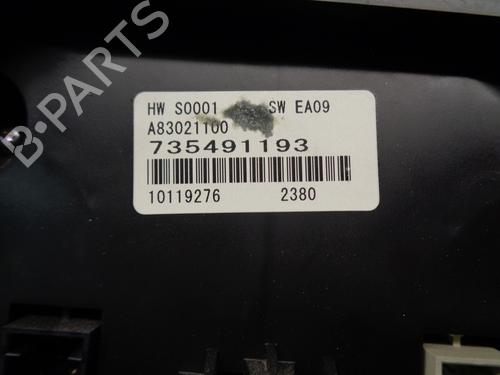 HW S0001 SW EA09
A83021100
735491193
10119276 2380
B-PARTS